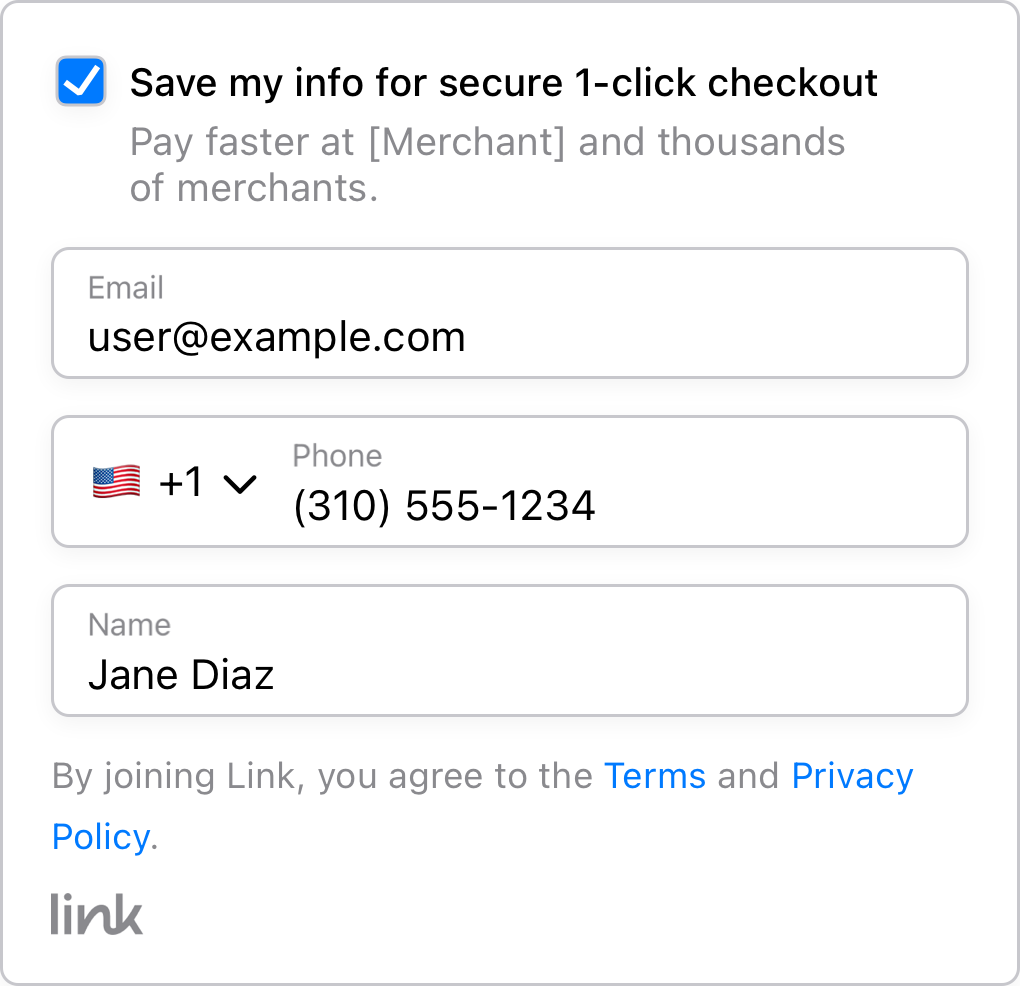 Save my info for secure 1-click checkout
Pay faster at [Merchant] and thousands
of merchants.
Email
user@example.com
+1
Phone
(310) 555-1234
Name
Jane Diaz
By joining Link, you agree to the Terms and Privacy
Policy.
link